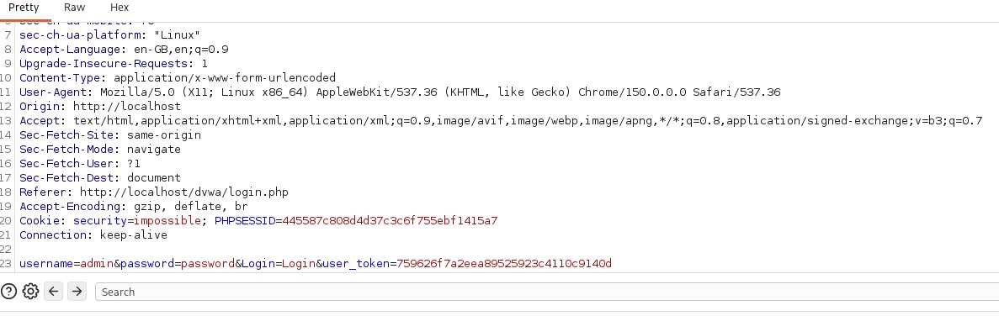 Pretty Raw Hex
7 sec-ch-ua-platform: "Linux"
8 Accept-Language: en-GB,en;q=0.9
9 Upgrade-Insecure-Requests: 1
10 Content-Type: application/x-www-form-urlencoded
11 User-Agent: Mozilla/5.0 (X11; Linux x86_64) AppleWebKit/537.36 (KHTML, like Gecko) Chrome/150.0.0.0 Safari/537.36
12 Origin: http://localhost
13 Accept: text/html,application/xhtml+xml,application/xml;q=0.9,image/avif,image/webp,image/apng,*/*;q=0.8,application/signed-exchange;v=b3;q=0.7
14 Sec-Fetch-Site: same-origin
15 Sec-Fetch-Mode: navigate
16 Sec-Fetch-User: ?1
17 Sec-Fetch-Dest: document
18 Referer: http://localhost/dvwa/login.php
19 Accept-Encoding: gzip, deflate, br
20 Cookie: security=impossible; PHPSESSID=445587c808d4d37c3c6f755ebf1415a7
21 Connection: keep-alive
22
23 username=admin&password=password&Login=Login&user_token=759626f7a2eea89525923c4110c9140d
Search